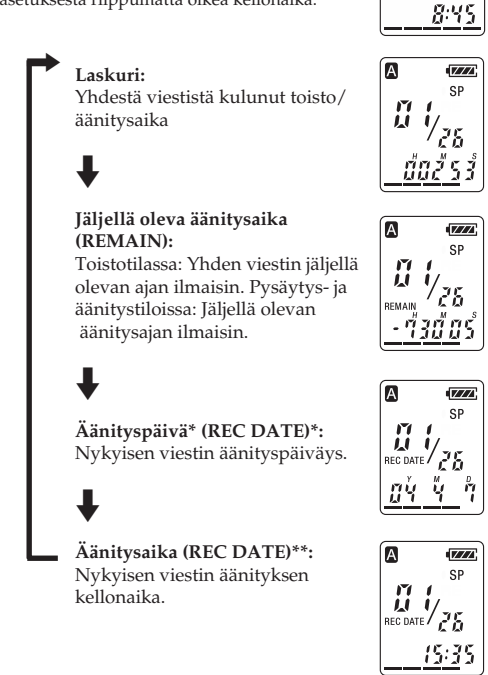 asetuksesta riippumatta oikea kellonaika.
8:45
Laskuri:
Yhdestä viestistä kulunut toisto/
äänitysaika
A
SP
01/26
H M S
00253
Jäljellä oleva äänitysaika
(REMAIN):
Toistotilassa: Yhden viestin jäljellä
olevan ajan ilmaisin. Pysäytys- ja
äänitystiloissa: Jäljellä olevan
äänitysajan ilmaisin.
A
SP
01/26
REMAIN
H M S
-73005
Äänityspäivä* (REC DATE)*:
Nykyisen viestin äänityspäiväys.
A
SP
01/26
REC DATE
Y M D
04 4 7
Äänitysaika (REC DATE)**:
Nykyisen viestin äänityksen
kellonaika.
A
SP
01/26
REC DATE
15:35